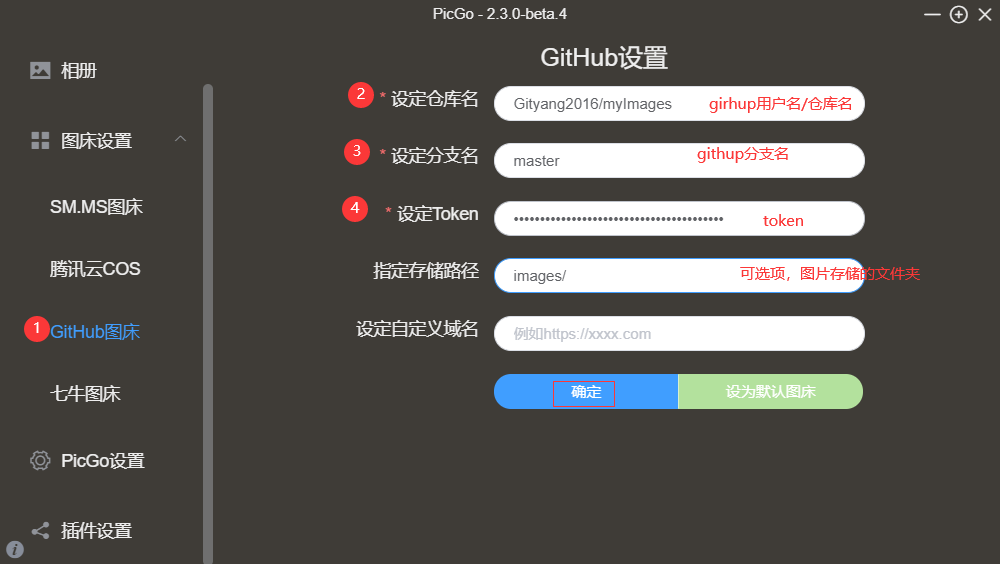 PicGo - 2.3.0-beta.4
相册
图床设置
SM.MS图床
腾讯云COS
1 GitHub图床
七牛图床
PicGo设置
插件设置
GitHub设置
2 * 设定仓库名 Gityang2016/myImages girhup用户名/仓库名
3 * 设定分支名 master githup分支名
4 * 设定Token •••••••••••••••••••••••••••••••••••••••• token
指定存储路径 images/ 可选项，图片存储的文件夹
设定自定义域名 例如https://xxxx.com
确定 设为默认图床